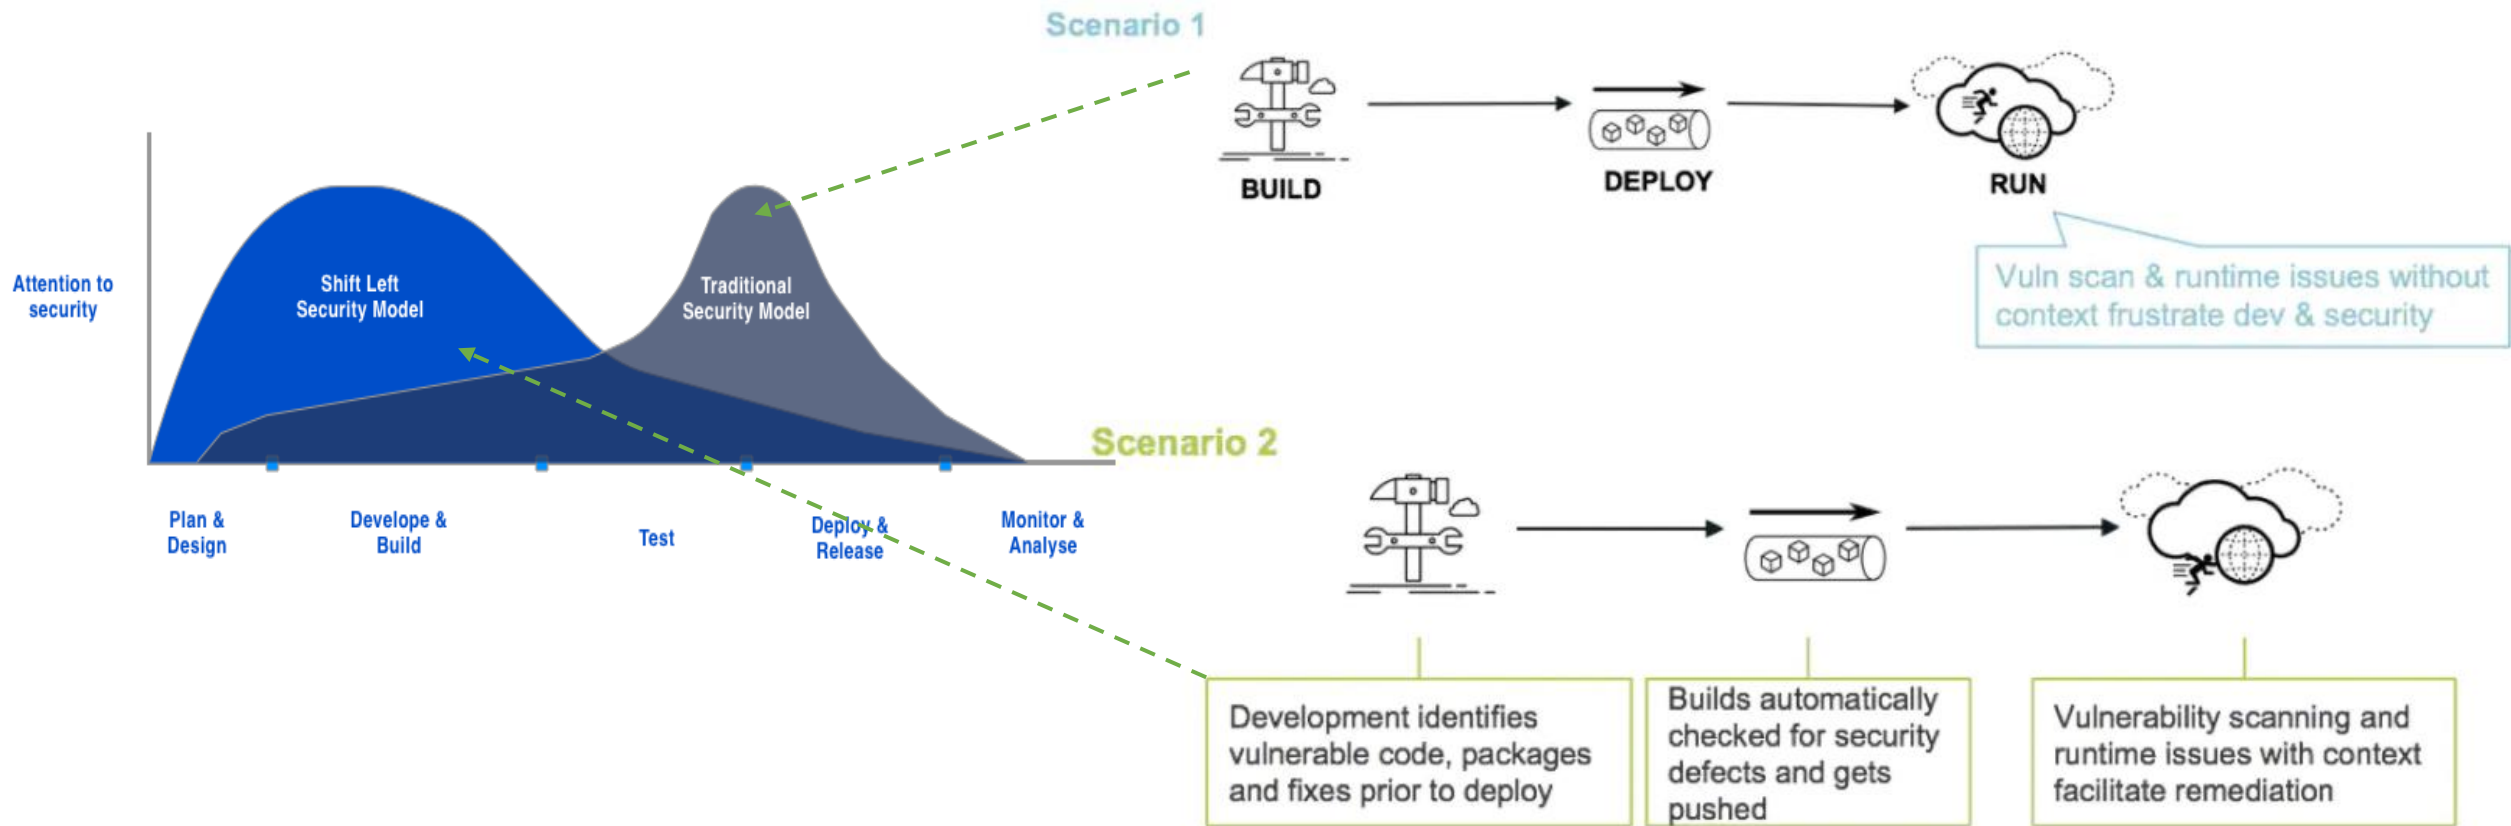 Scenario 1
BUILD
DEPLOY
RUN
Vuln scan & runtime issues without
context frustrate dev & security
Attention to
security
Shift Left
Security Model
Traditional
Security Model
Plan &
Design
Develope &
Build
Test
Deploy &
Release
Monitor &
Analyse
Scenario 2
Development identifies
vulnerable code, packages
and fixes prior to deploy
Builds automatically
checked for security
defects and gets
pushed
Vulnerability scanning and
runtime issues with context
facilitate remediation